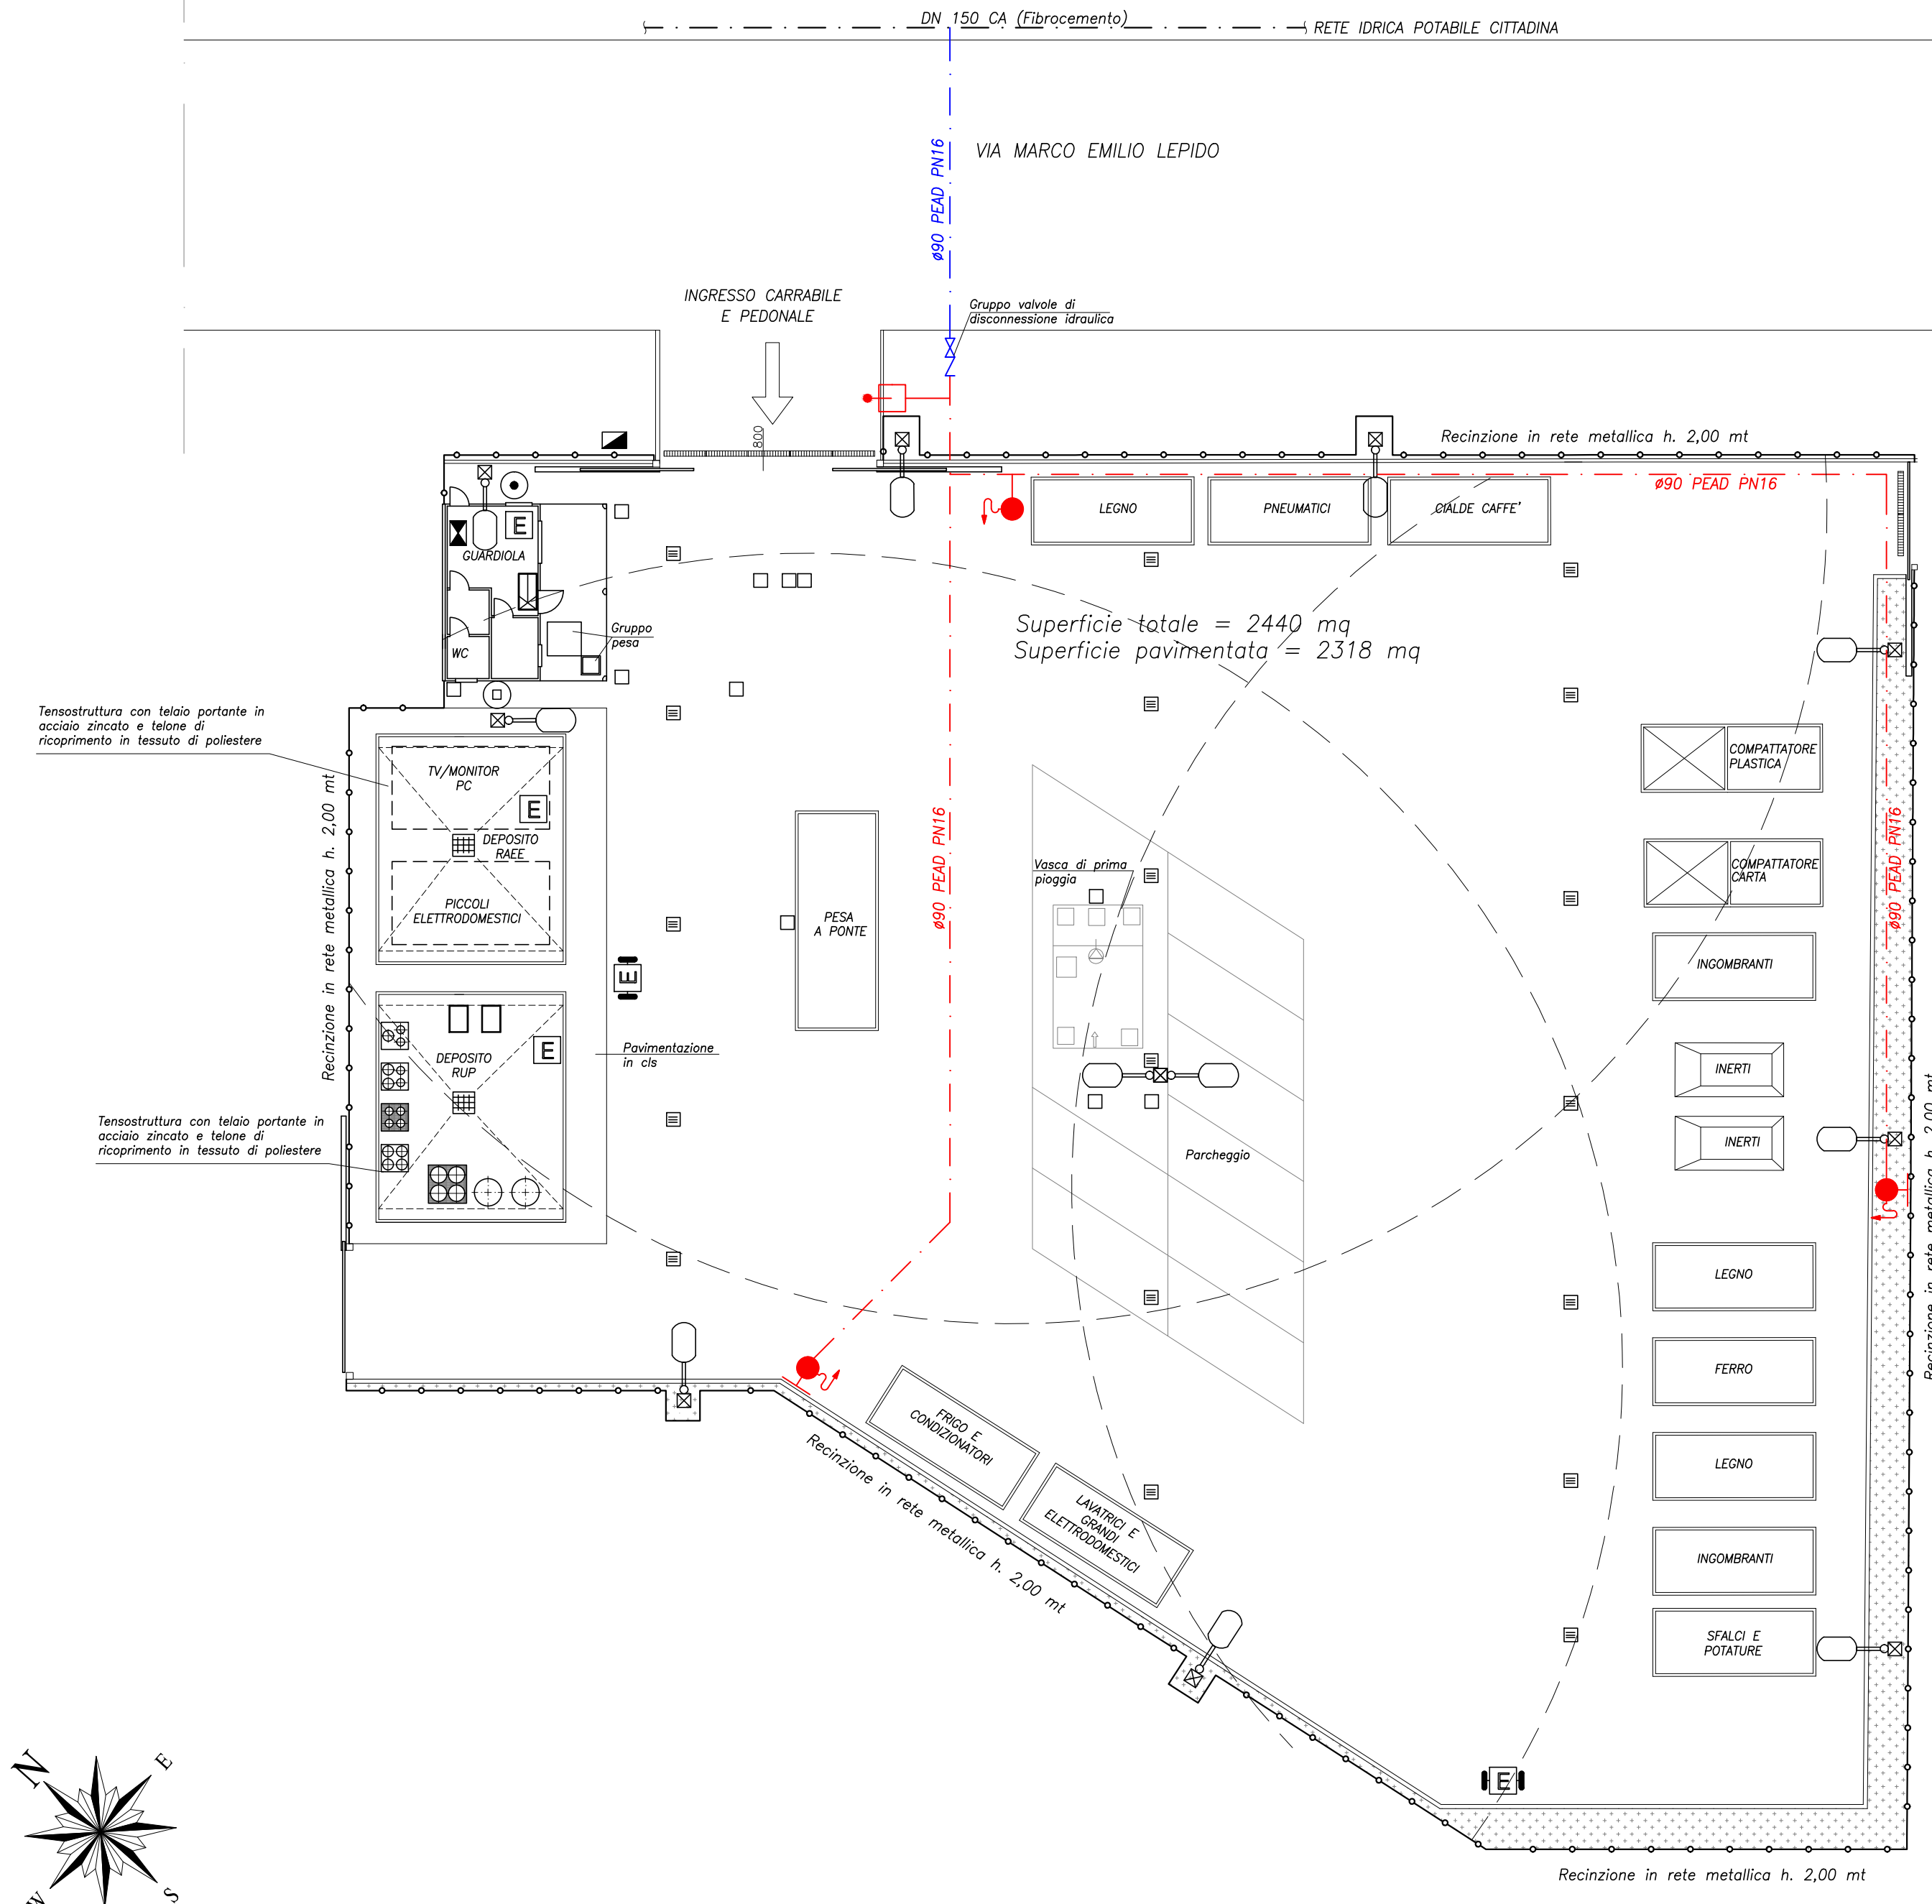 DN 150 CA (Fibrocemento)
RETE IDRICA POTABILE CITTADINA
VIA MARCO EMILIO LEPIDO
ø90 PEAD PN16
INGRESSO CARRABILE
E PEDONALE
Gruppo valvole di
disconnessione idraulica
800
Recinzione in rete metallica h. 2,00 mt
ø90 PEAD PN16
LEGNO
PNEUMATICI
CIALDE CAFFE'
E
GUARDIOLA
Gruppo
pesa
WC
Superficie totale = 2440 mq
Superficie pavimentata = 2318 mq
Tensostruttura con telaio portante in
acciaio zincato e telone di
ricoprimento in tessuto di poliestere
Recinzione in rete metallica h. 2,00 mt
TV/MONITOR
PC
E
DEPOSITO
RAEE
PICCOLI
ELETTRODOMESTICI
PESA
A PONTE
ø90 PEAD PN16
Vasca di prima
pioggia
COMPATTATORE
PLASTICA
COMPATTATORE
CARTA
ø90 PEAD PN16
INGOMBRANTI
E
DEPOSITO
RUP
E
Pavimentazione
in cls
INERTI
INERTI
Tensostruttura con telaio portante in
acciaio zincato e telone di
ricoprimento in tessuto di poliestere
Parcheggio
Recinzione in rete metallica h. 2,00 mt
LEGNO
FERRO
LEGNO
INGOMBRANTI
SFALCI E
POTATURE
FRIGO E
CONDIZIONATORI
LAVATRICI E
GRANDI
ELETTRODOMESTICI
Recinzione in rete metallica h. 2,00 mt
E
Recinzione in rete metallica h. 2,00 mt
N
E
W
S